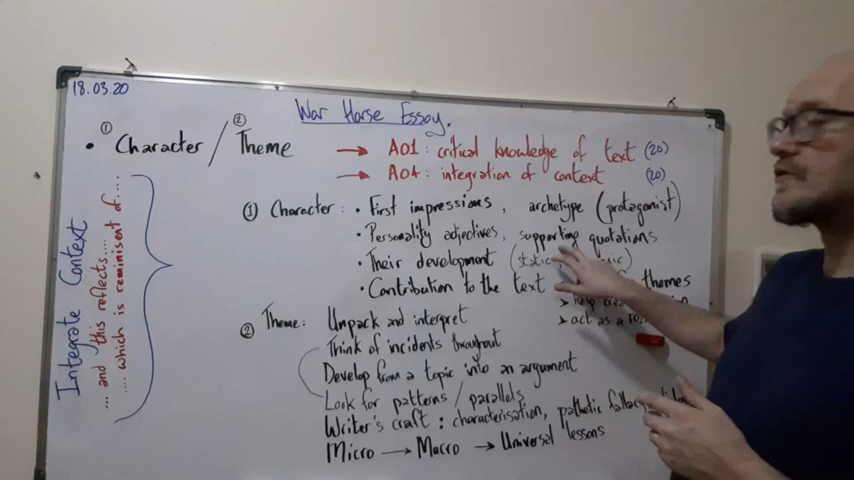 18.03.20
War Horse Essay.
① ②
• Character / Theme
→ AO1: critical knowledge of text (20)
→ AO4: integration of context (20)
① Character: • First impressions, archetype (protagonist)
• Personality adjectives, supporting quotations
• Their development (static
• Contribution to the text themes
> help
> act as a
② Theme: Unpack and interpret
Think of incidents throughout
Develop from a topic into an argument
Look for patterns / parallels
Writer's craft: characterisation, pathetic
Micro → Macro → Universal lessons
Integrate Context
... and this reflects....
.... which is reminisent of....